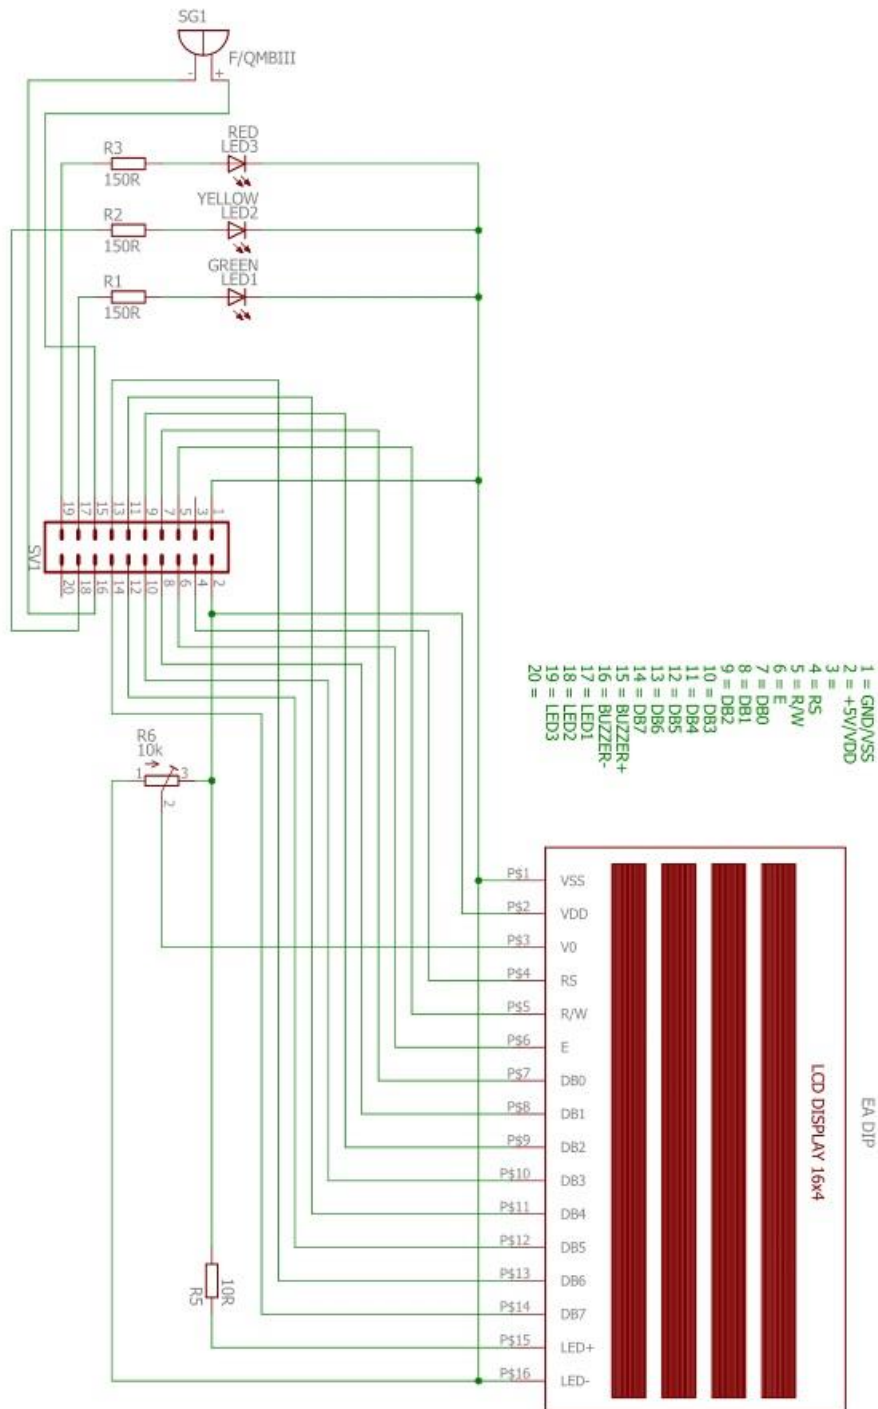 SG1
F/QMBIII
-
+
RED
LED3
R3
150R
YELLOW
LED2
R2
150R
GREEN
LED1
R1
150R
19
17
15
13
11
9
7
5
3
1
SV1
20
18
16
14
12
10
8
6
4
2
1 = GND/VSS
2 = +5V/VDD
3 =
4 = RS
5 = R/W
6 = E
7 = DB0
8 = DB1
9 = DB2
10 = DB3
11 = DB4
12 = DB5
13 = DB6
14 = DB7
15 = BUZZER+
16 = BUZZER-
17 = LED1
18 = LED2
19 = LED3
20 =
R6
10k
1
3
2
P$1 VSS
P$2 VDD
P$3 V0
P$4 RS
P$5 R/W
P$6 E
P$7 DB0
P$8 DB1
P$9 DB2
P$10 DB3
P$11 DB4
P$12 DB5
P$13 DB6
P$14 DB7
P$15 LED+
P$16 LED-
LCD DISPLAY 16x4
EA DIP
10R
R5